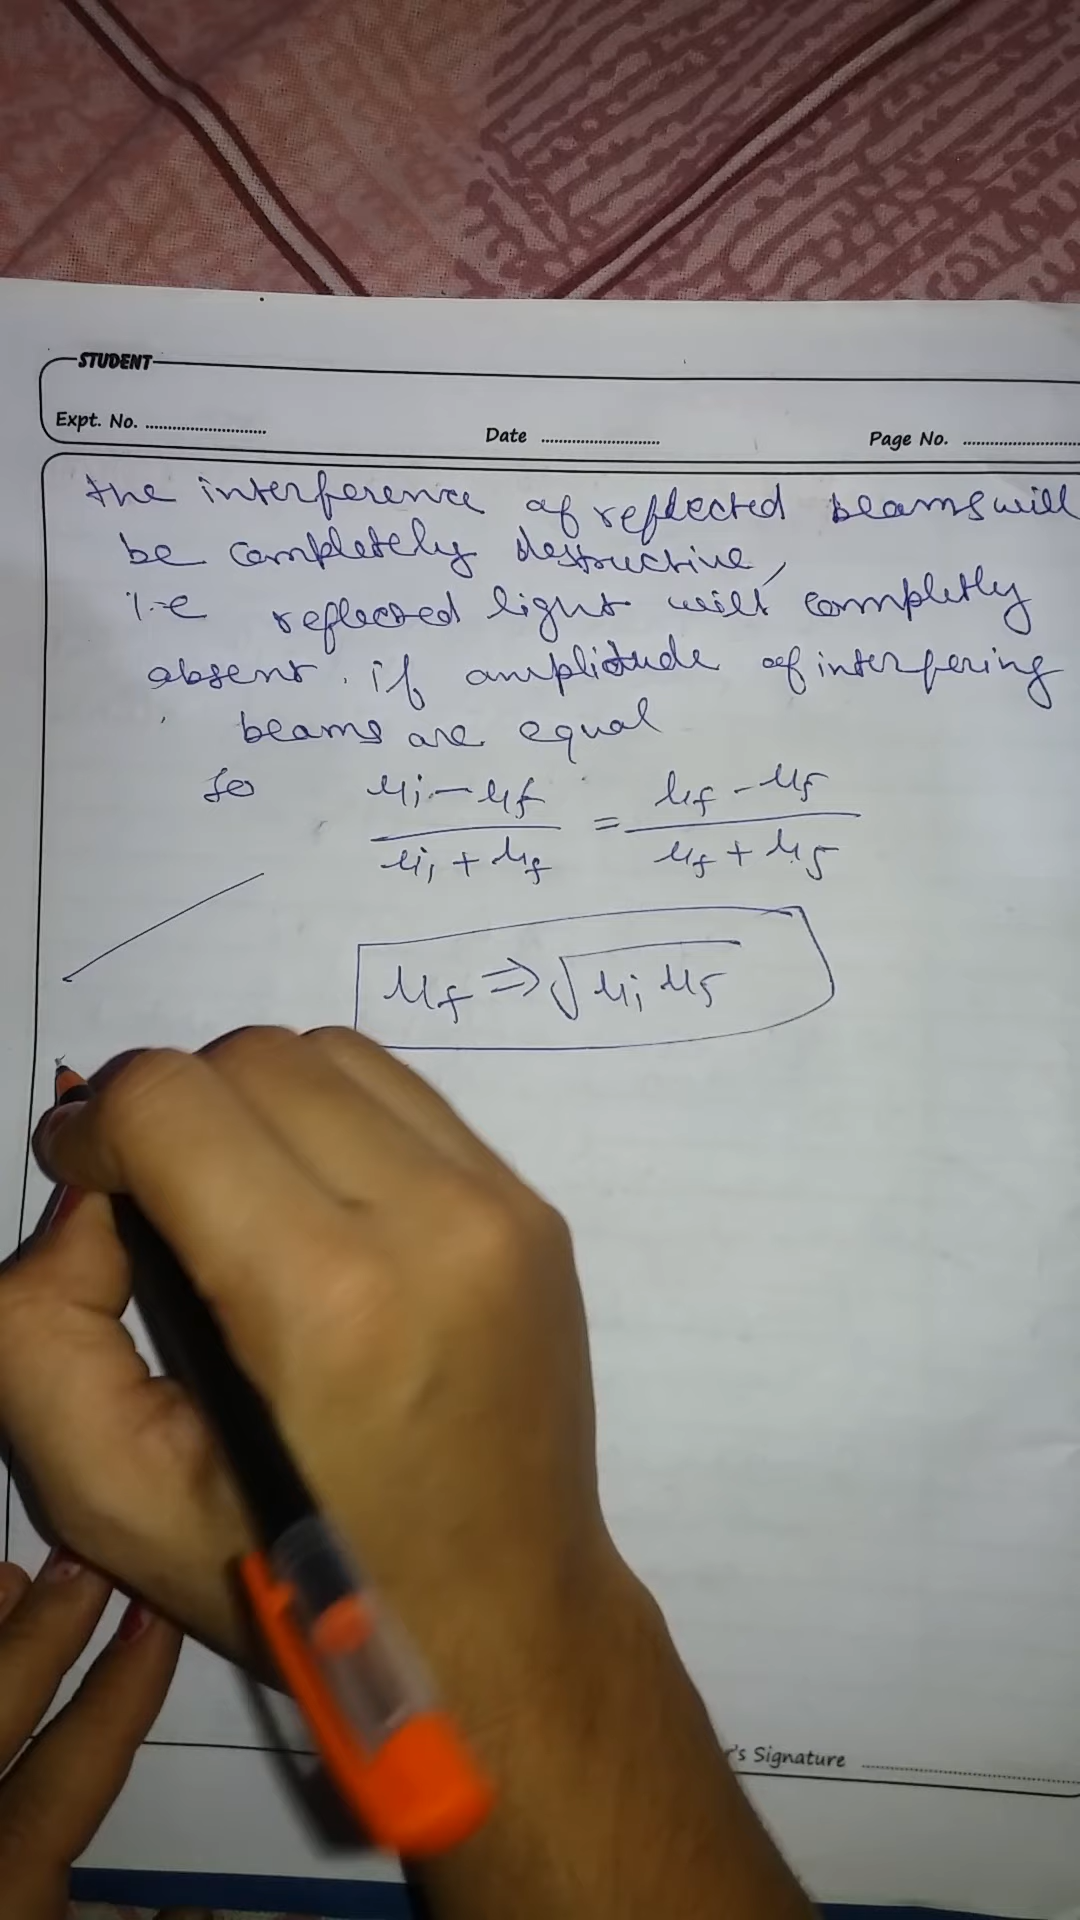 STUDENT
Expt. No. ........................
Date ........................
Page No. ........................
the interference of reflected beams will
be completely destructive,
i.e reflected light will completly
absent. if amplitude of interfering
beams are equal
so μi - μf / μi + μf = μf - μs / μf + μs
μf ⇒ √μi μs
r's Signature ........................